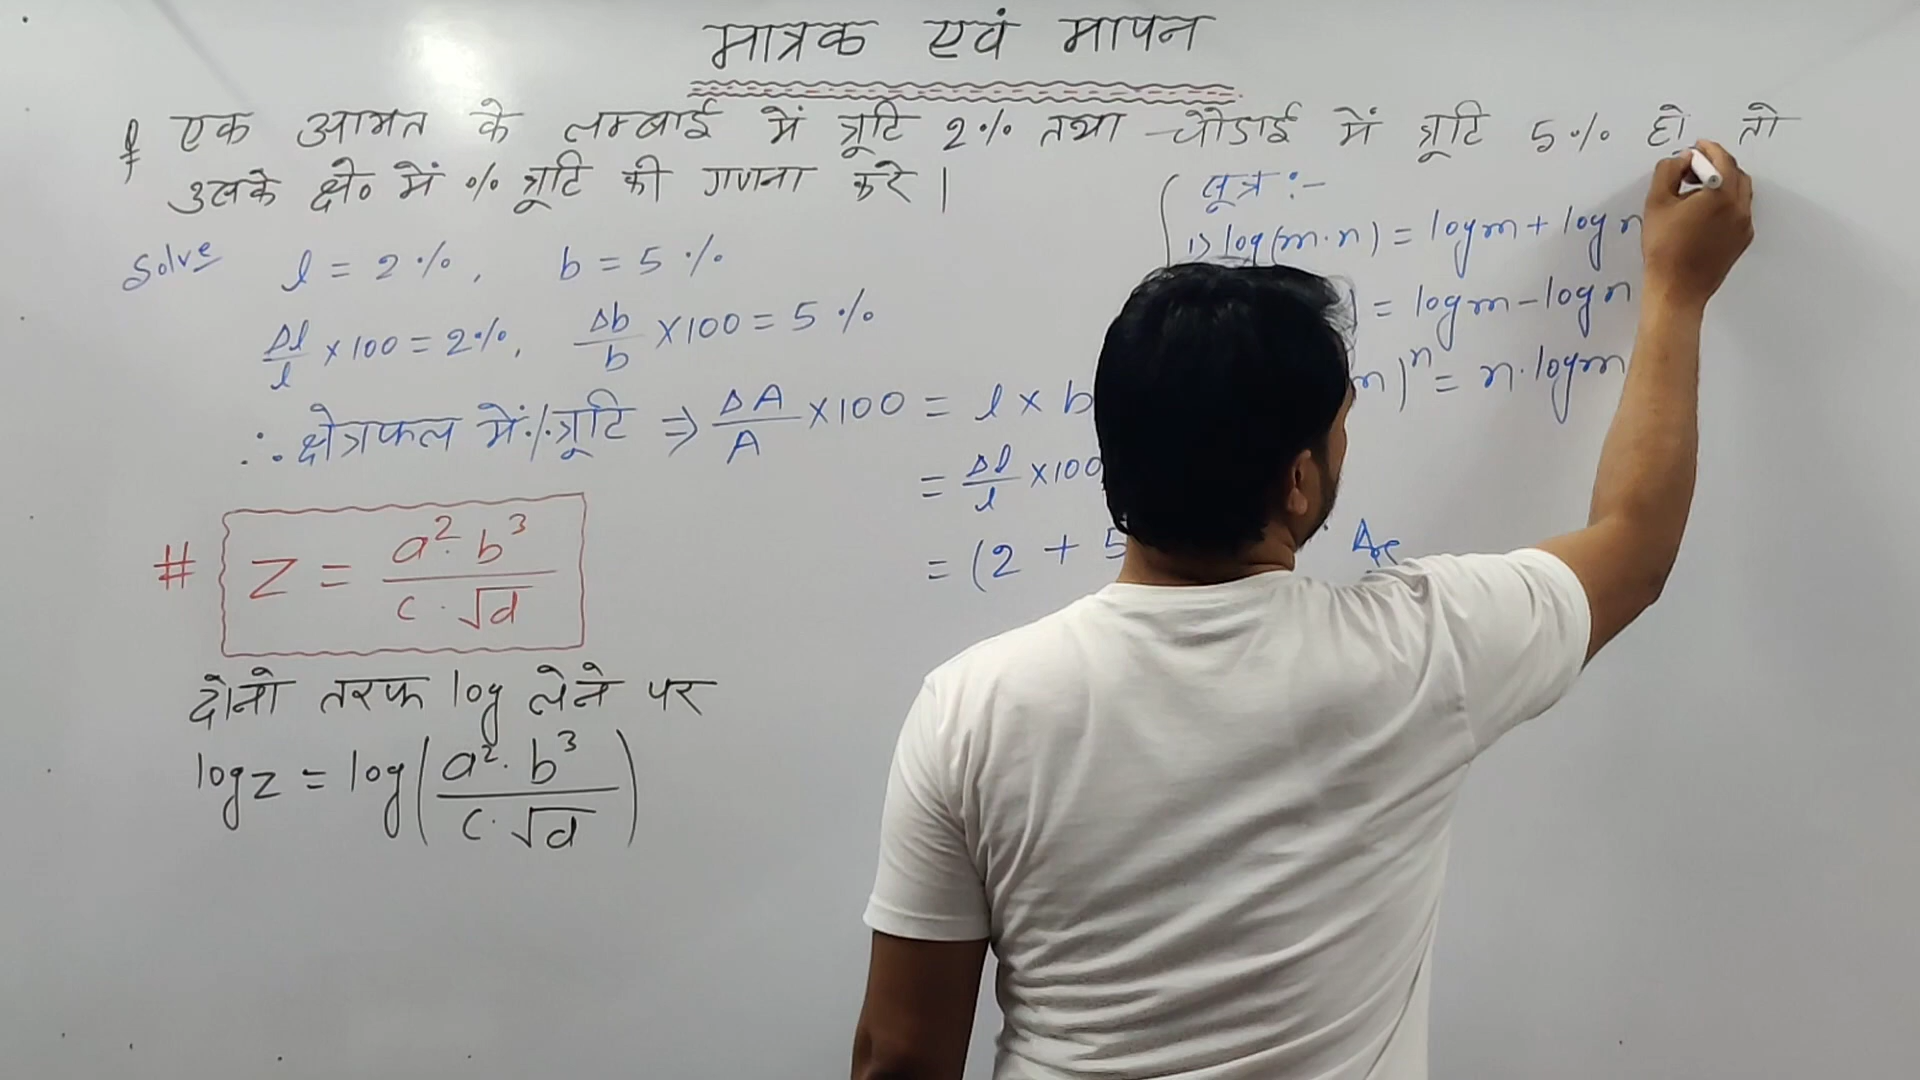 मात्रक एवं मापन
Q एक आयत के लम्बाई में त्रूटि 2% तथा चौडाई में त्रूटि 5% हो, तो
उसके क्षे० में % त्रूटि की गणना करे |
Solve l = 2%, b = 5%
Δl/l × 100 = 2%, Δb/b × 100 = 5%
∴ क्षेत्रफल में % त्रूटि ⇒ ΔA/A × 100 = l × b
= Δl/l × 100
= (2 + 5
सूत्र :-
1) log(m·n) = log m + log n
) = log m - log n
m)ⁿ = n·log m
# Z = a²·b³/c·√d
दोनो तरफ log लेने पर
log z = log(a²·b³/c·√d)